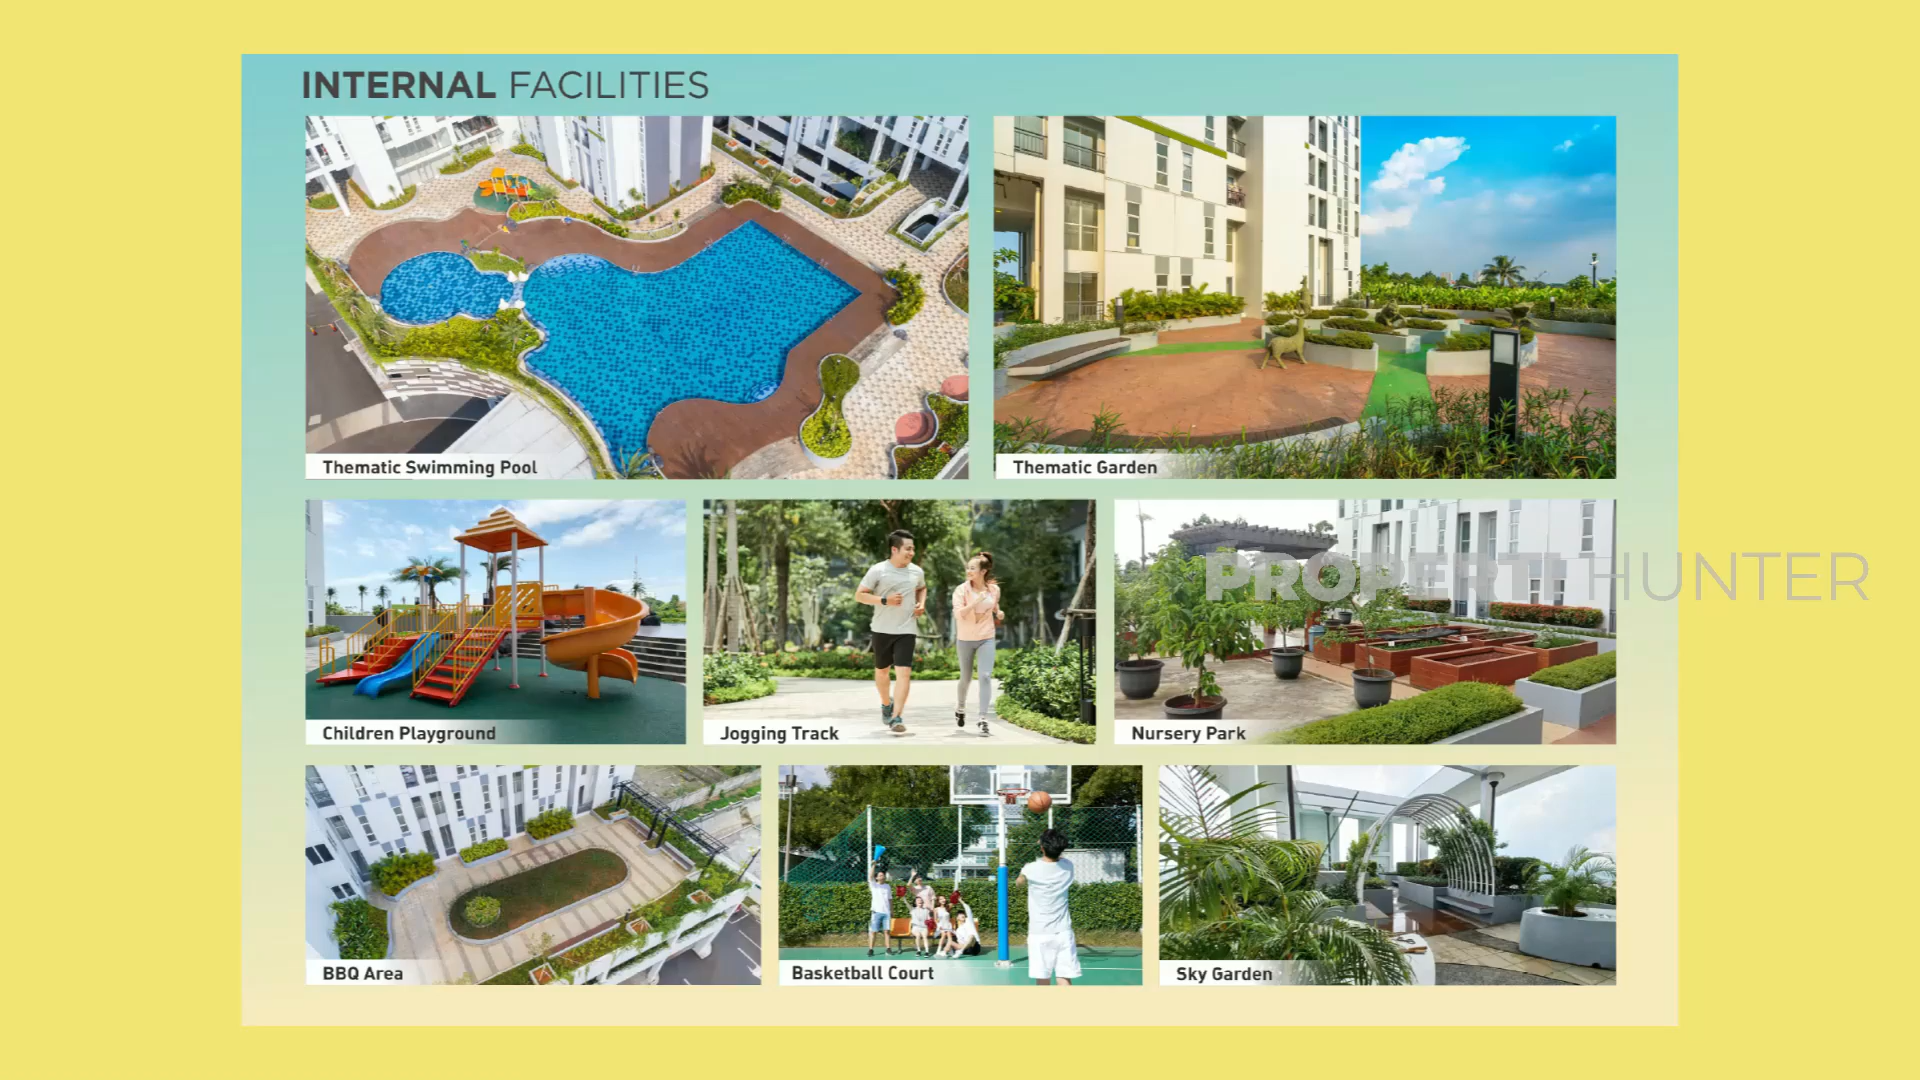 INTERNAL FACILITIES
Thematic Swimming Pool
Thematic Garden
Children Playground
Jogging Track
Nursery Park
PROPERTI HUNTER
BBQ Area
Basketball Court
Sky Garden